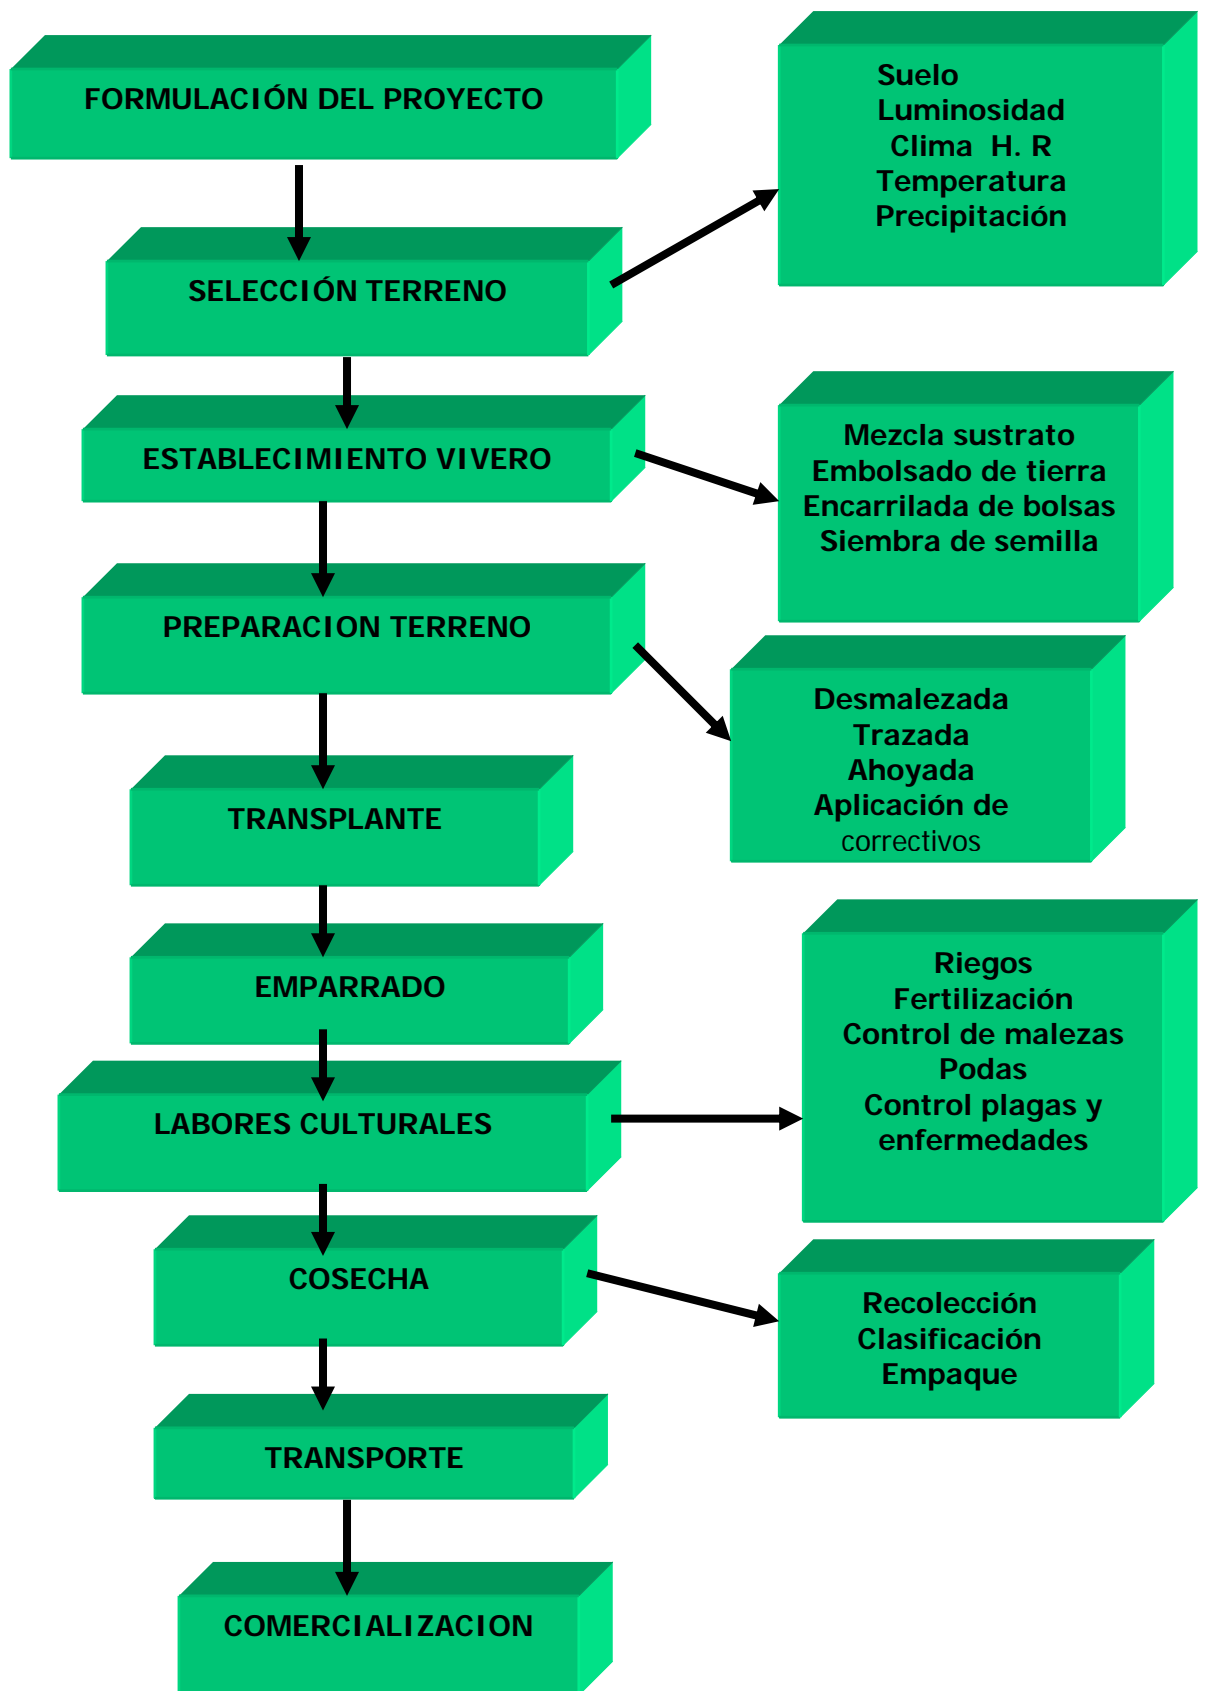 FORMULACIÓN DEL PROYECTO
Suelo
Luminosidad
Clima H. R
Temperatura
Precipitación
SELECCIÓN TERRENO
ESTABLECIMIENTO VIVERO
Mezcla sustrato
Embolsado de tierra
Encarrilada de bolsas
Siembra de semilla
PREPARACION TERRENO
Desmalezada
Trazada
Ahoyada
Aplicación de
correctivos
TRANSPLANTE
EMPARRADO
LABORES CULTURALES
Riegos
Fertilización
Control de malezas
Podas
Control plagas y
enfermedades
COSECHA
Recolección
Clasificación
Empaque
TRANSPORTE
COMERCIALIZACION